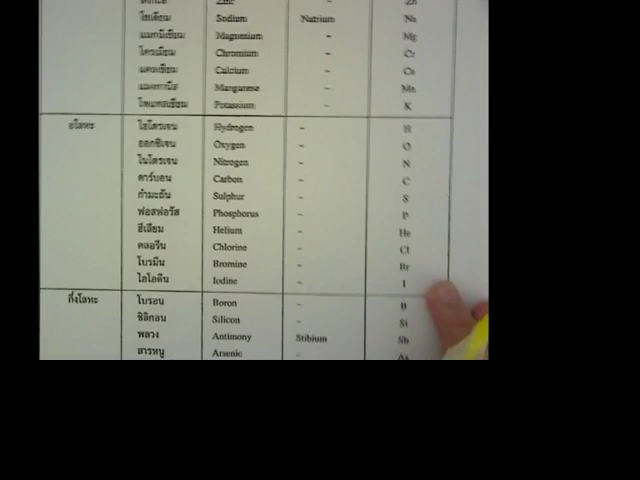 Zinc - Zn
โซเดียม Sodium Natrium Na
แมกนีเซียม Magnesium - Mg
โครเมียม Chromium - Cr
แคลเซียม Calcium - Ca
แมงกานีส Manganese - Mn
โพแทสเซียม Potassium - K
อโลหะ ไฮโดรเจน Hydrogen - H
ออกซิเจน Oxygen - O
ไนโตรเจน Nitrogen - N
คาร์บอน Carbon - C
กำมะถัน Sulphur - S
ฟอสฟอรัส Phosphorus - P
ฮีเลียม Helium - He
คลอรีน Chlorine - Cl
โบรมีน Bromine - Br
ไอโอดีน Iodine - I
กึ่งโลหะ โบรอน Boron - B
ซิลิกอน Silicon - Si
พลวง Antimony Stibium Sb
สารหนู Arsenic - As